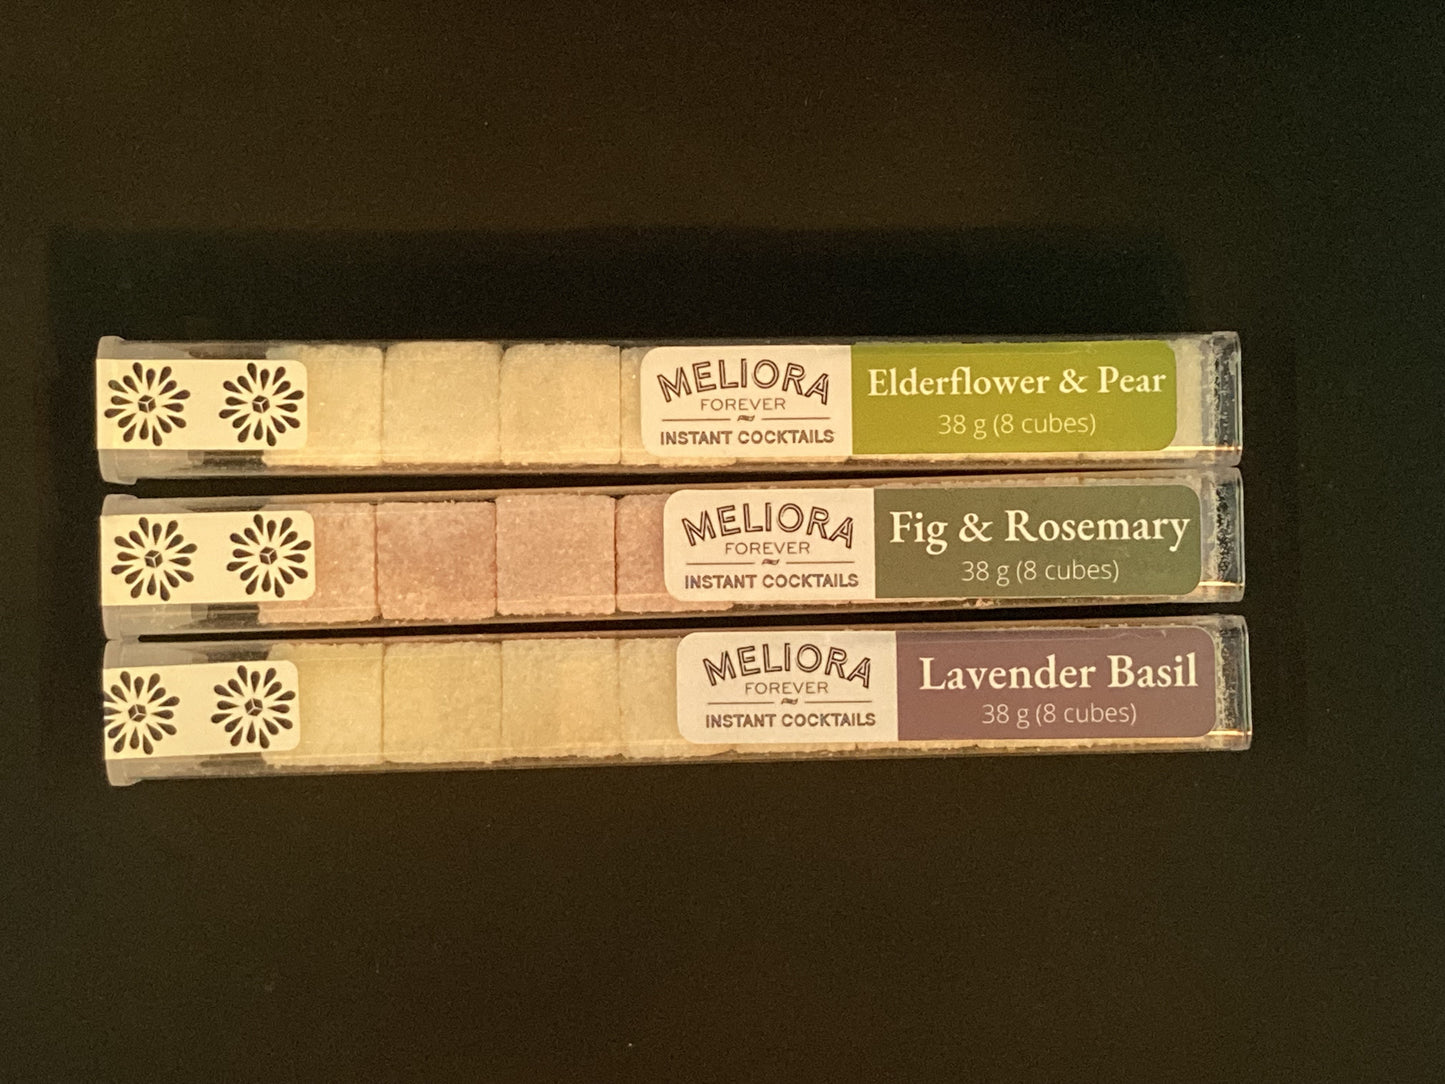 MELIORA
FOREVER
INSTANT COCKTAILS
Elderflower & Pear
38 g (8 cubes)
MELIORA
FOREVER
INSTANT COCKTAILS
Fig & Rosemary
38 g (8 cubes)
MELIORA
FOREVER
INSTANT COCKTAILS
Lavender Basil
38 g (8 cubes)